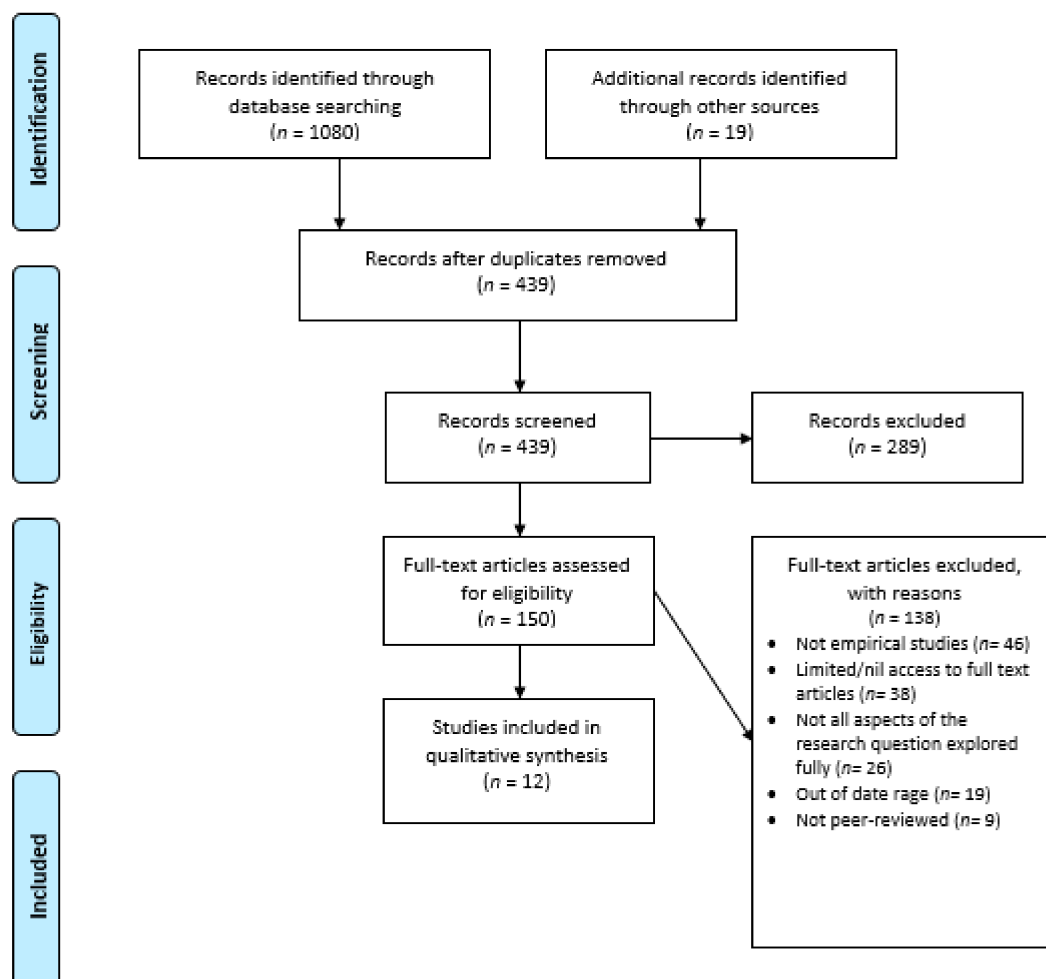 Identification
Records identified through
database searching
(n = 1080)
Additional records identified
through other sources
(n = 19)
Records after duplicates removed
(n = 439)
Screening
Records screened
(n = 439)
Records excluded
(n = 289)
Eligibility
Full-text articles assessed
for eligibility
(n = 150)
Full-text articles excluded,
with reasons
(n = 138)
• Not empirical studies (n= 46)
• Limited/nil access to full text
articles (n= 38)
• Not all aspects of the
research question explored
fully (n= 26)
• Out of date rage (n= 19)
• Not peer-reviewed (n= 9)
Included
Studies included in
qualitative synthesis
(n = 12)